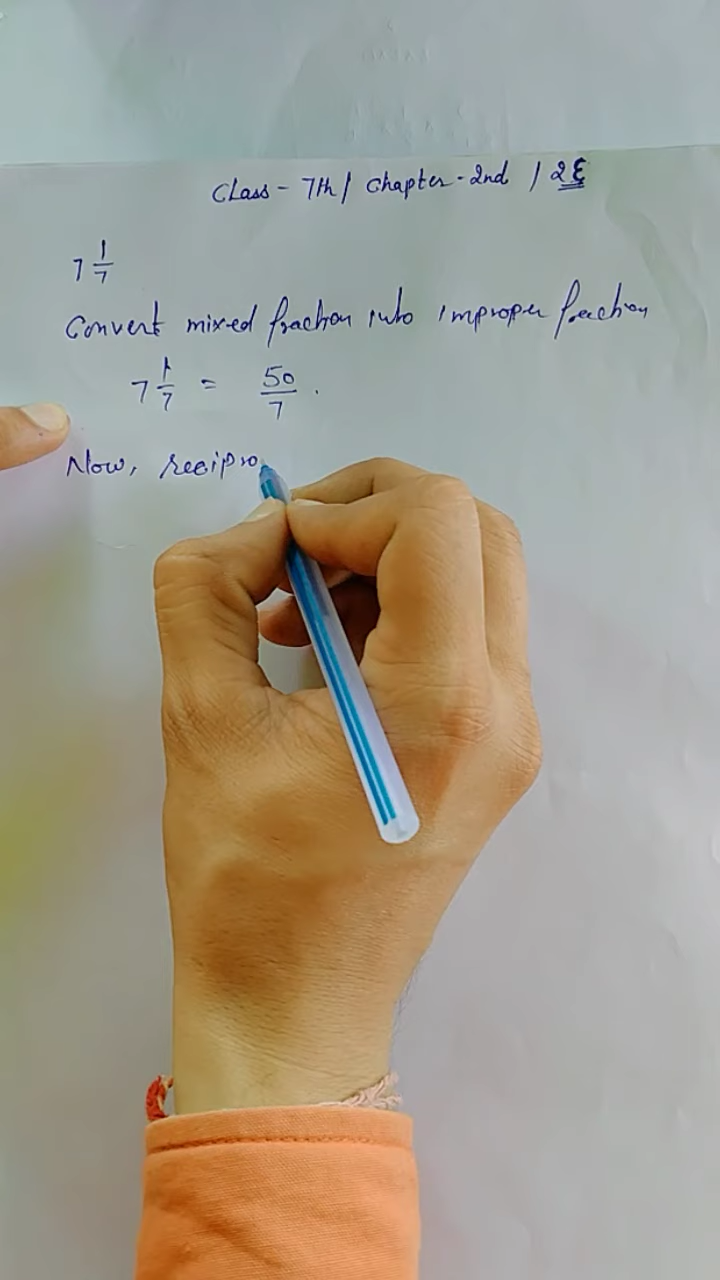 Class - 7th / Chapter - 2nd / 2E
7 1/7
Convert mixed fraction into improper fraction
7 1/7 = 50/7 .
Now, recipro